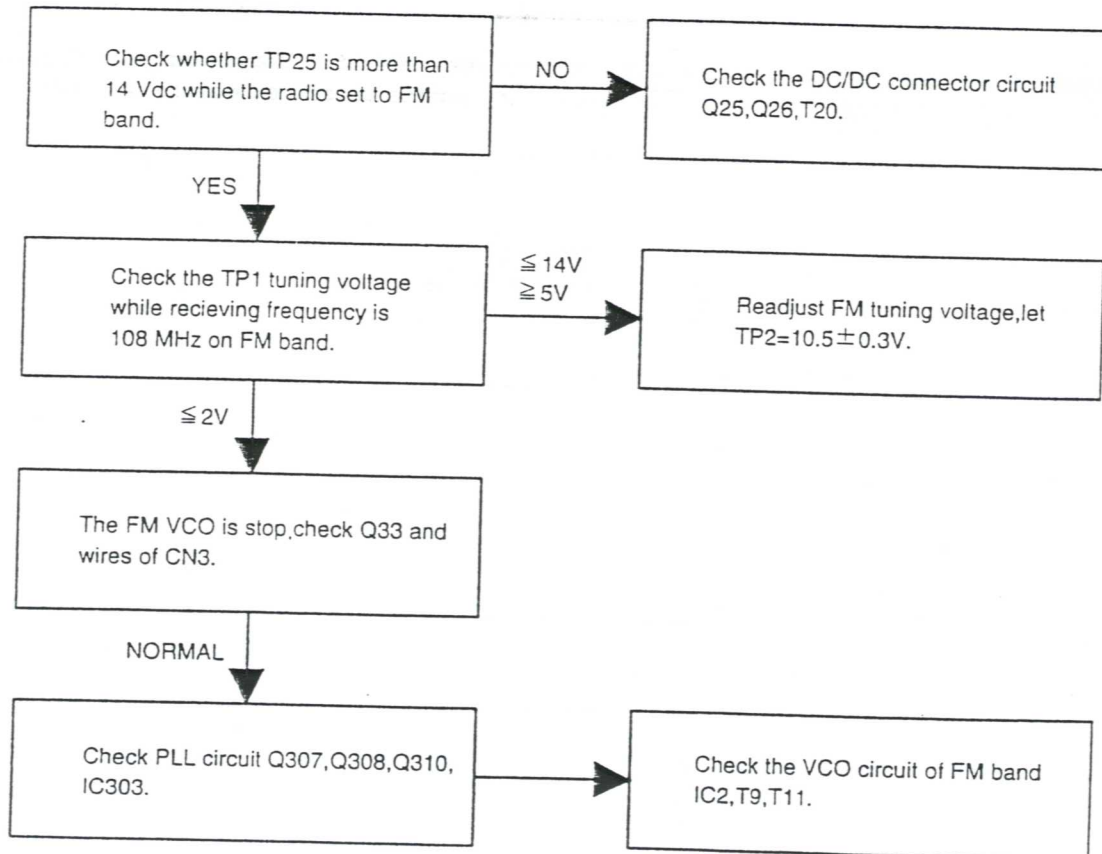 Check whether TP25 is more than
14 Vdc while the radio set to FM
band.
NO
Check the DC/DC connector circuit
Q25,Q26,T20.
YES
Check the TP1 tuning voltage
while recieving frequency is
108 MHz on FM band.
≦14V
≧5V
Readjust FM tuning voltage,let
TP2=10.5±0.3V.
≦2V
The FM VCO is stop,check Q33 and
wires of CN3.
NORMAL
Check PLL circuit Q307,Q308,Q310,
IC303.
Check the VCO circuit of FM band
IC2,T9,T11.